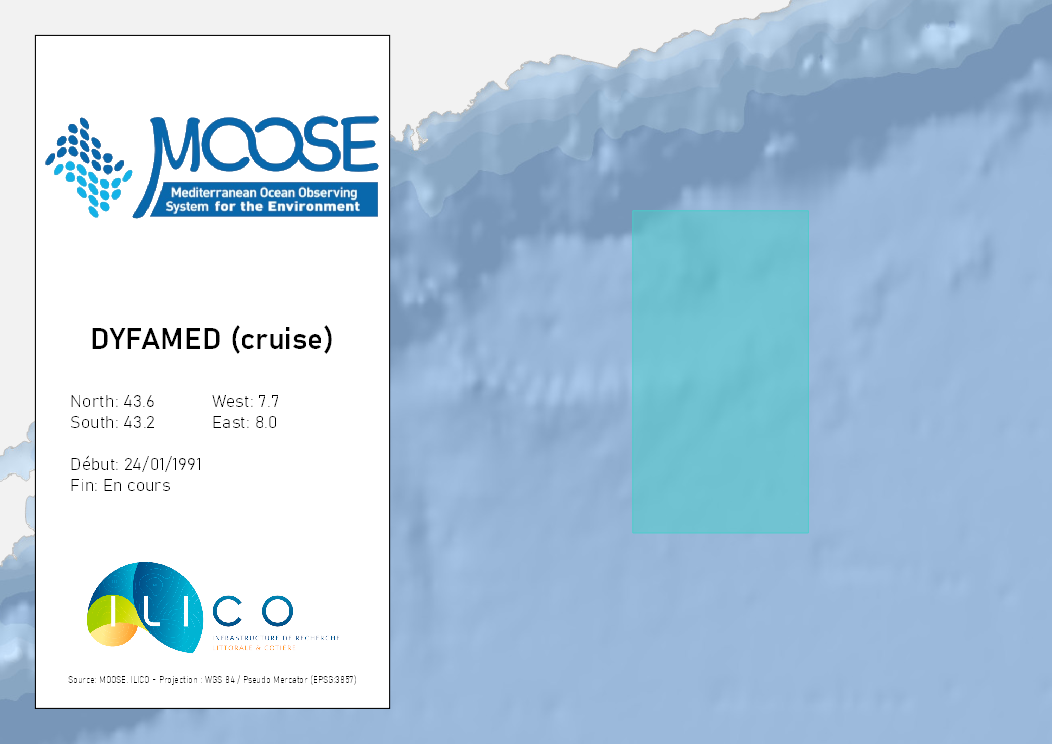 MOOSE
Mediterranean Ocean Observing
System for the Environment
DYFAMED (cruise)
North: 43.6 West: 7.7
South: 43.2 East: 8.0
Début: 24/01/1991
Fin: En cours
ILICO
INFRASTRUCTURE DE RECHERCHE
LITTORALE & CÔTIÈRE
Source: MOOSE, ILICO - Projection : WGS 84 / Pseudo Mercator (EPSG:3857)